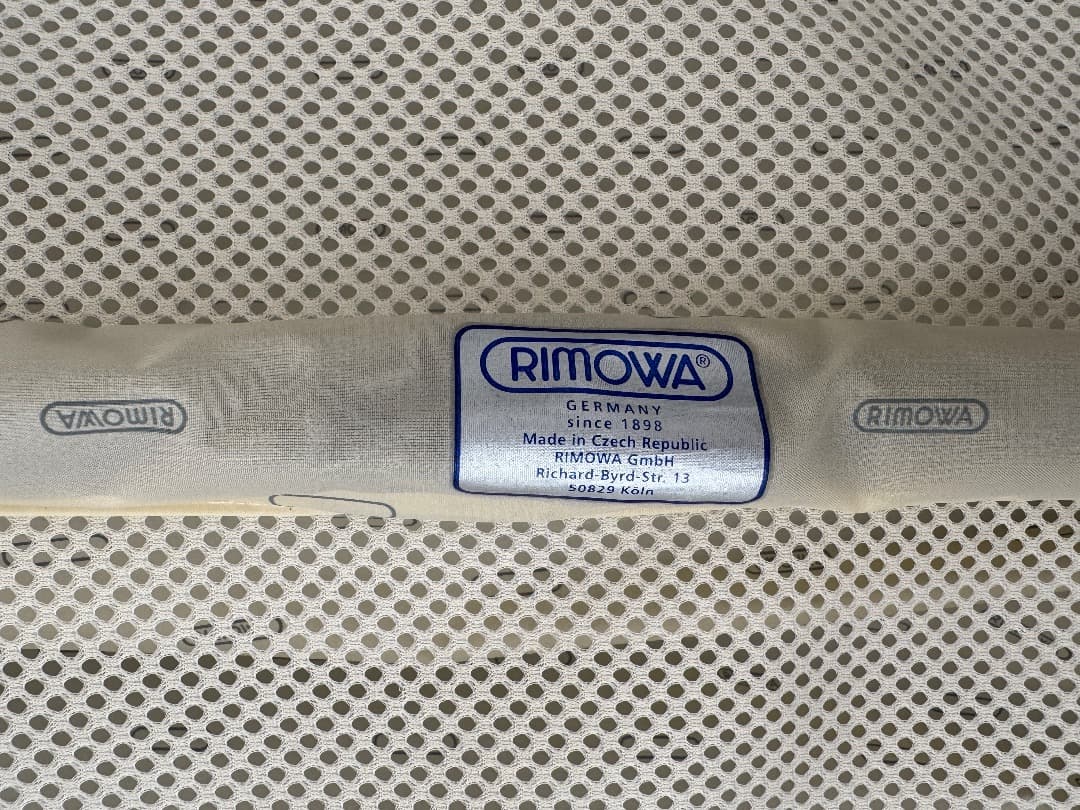 RIMOWA®
GERMANY
since 1898
Made in Czech Republic
RIMOWA GmbH
Richard-Byrd-Str. 13
50829 Köln
RIMOWA
RIMOWA